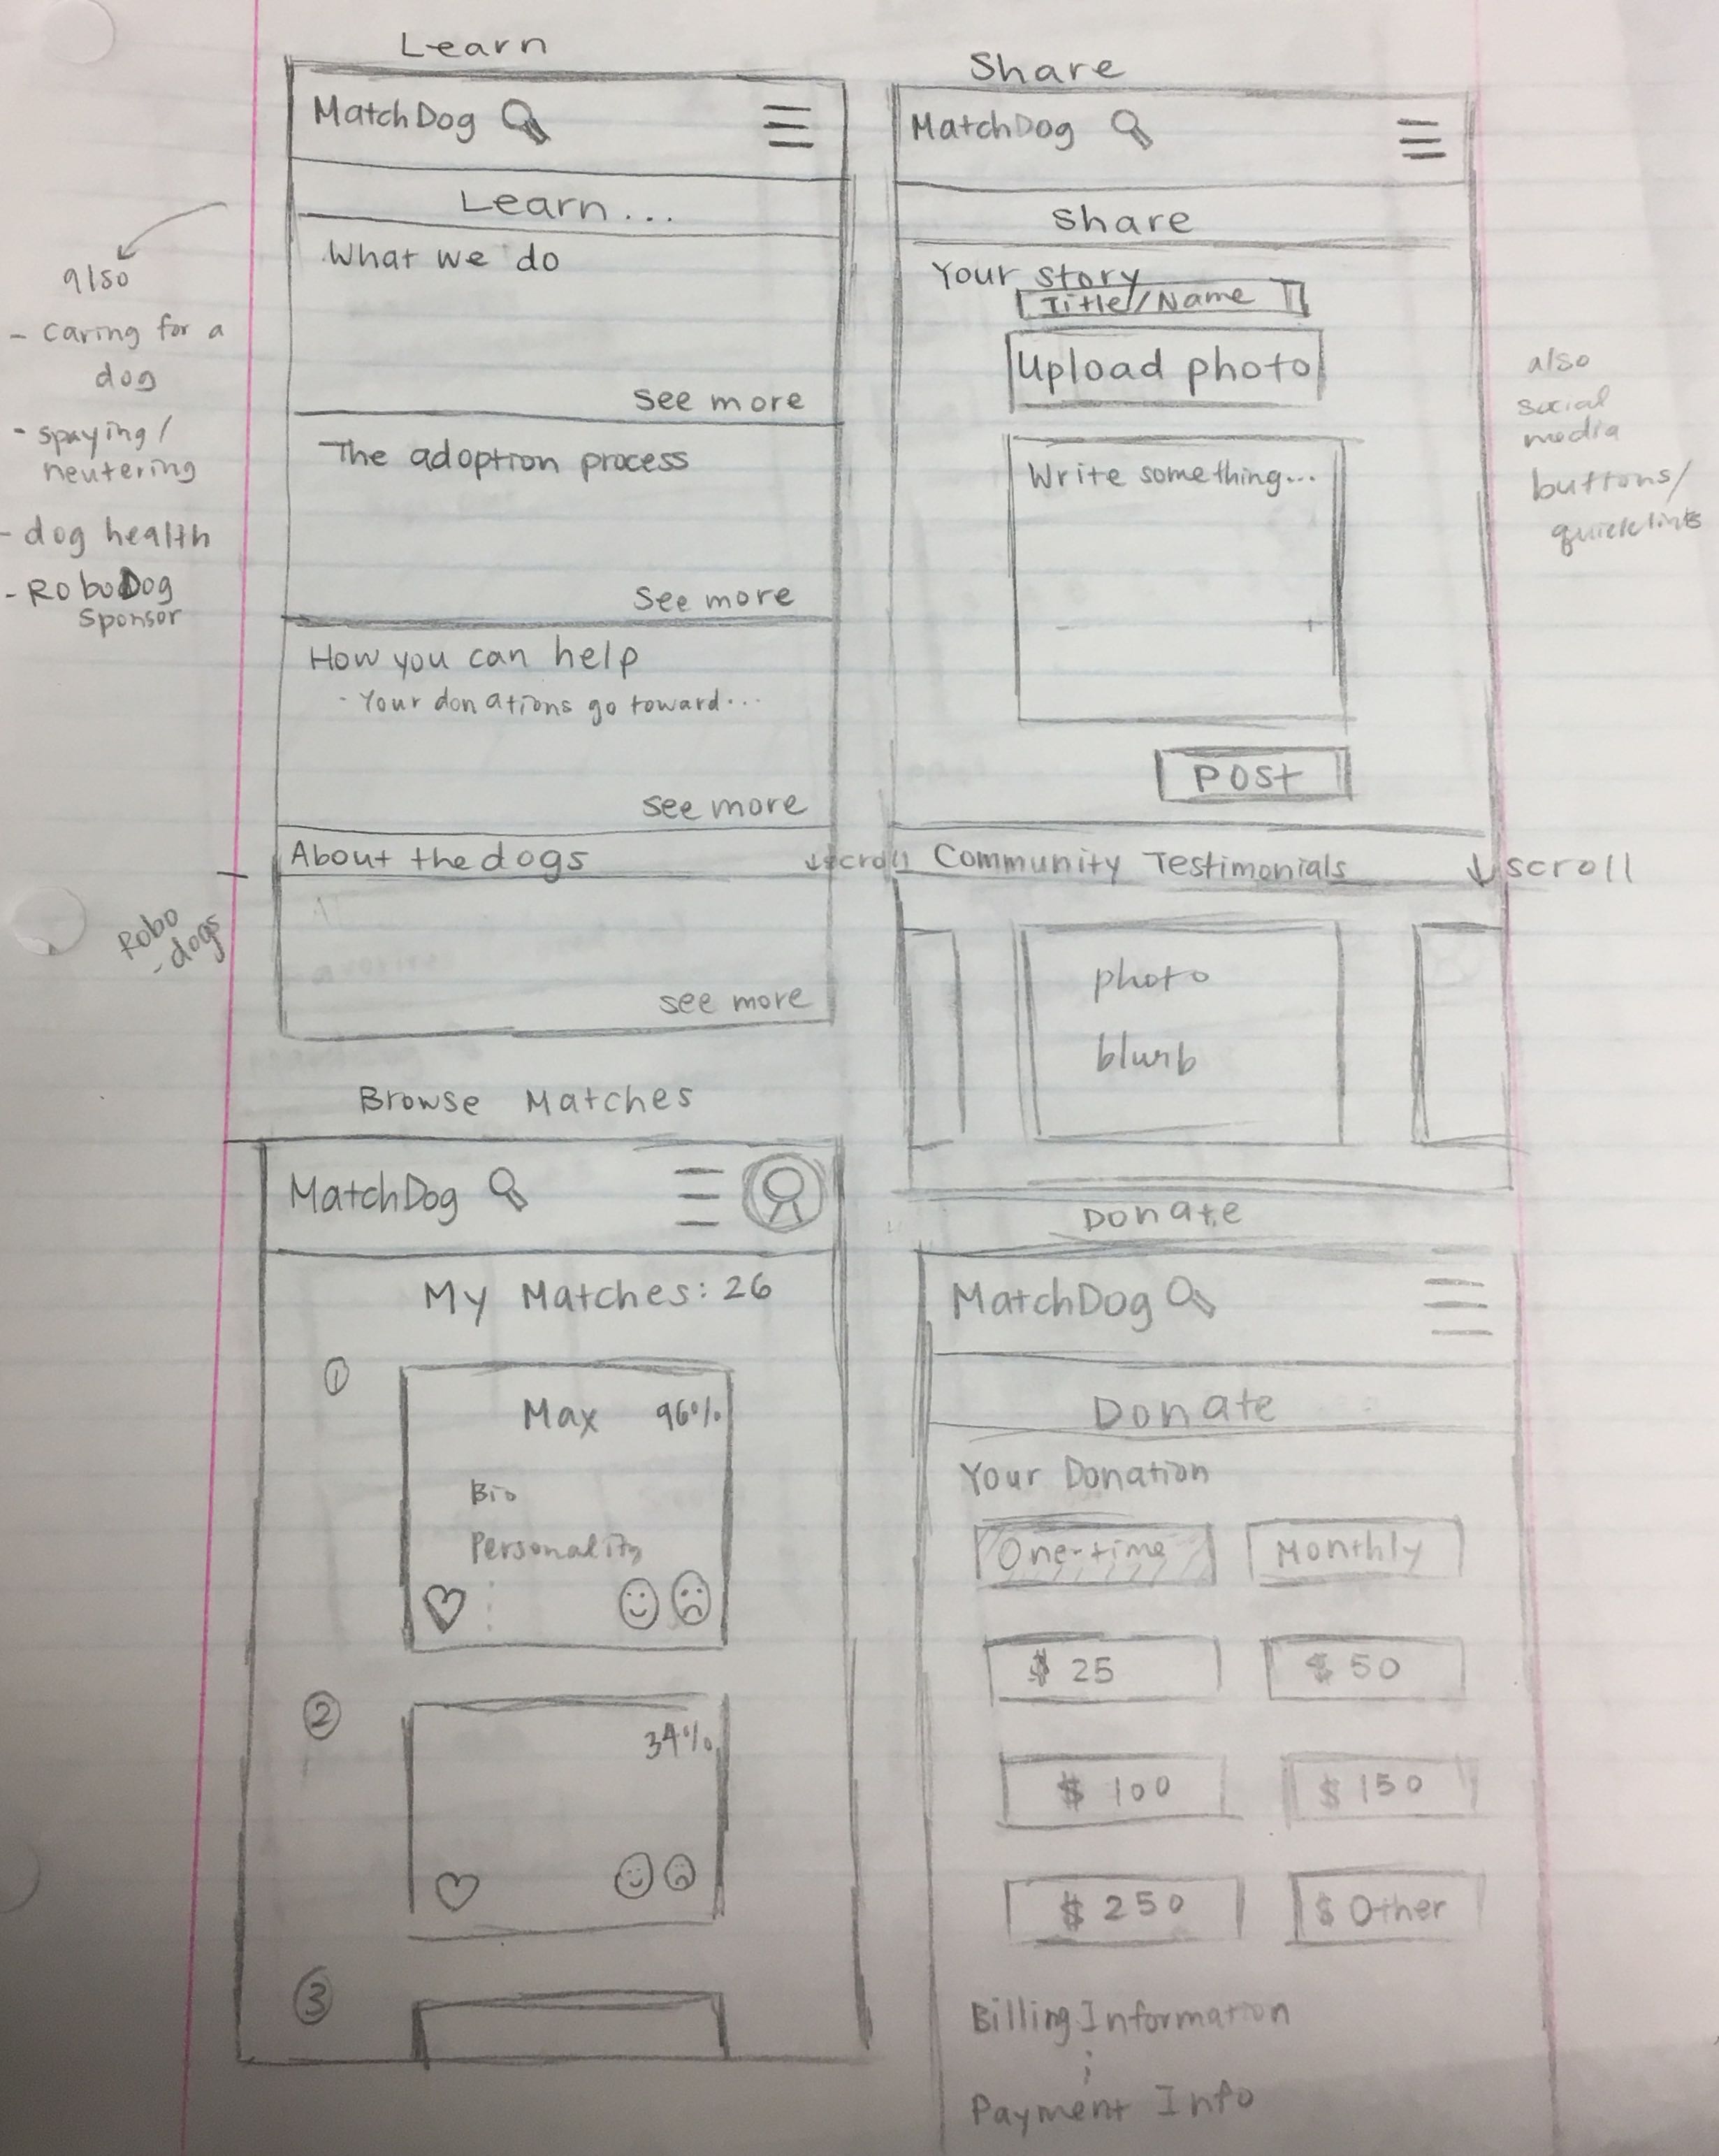 Learn
MatchDog
Learn...
What we do
see more
The adoption process
See more
How you can help
- Your donations go toward...
see more
About the dogs
↓scroll
see more
also
- caring for a
dog
- spaying/
neutering
- dog health
- RoboDog
Sponsor
Robo
-dogs
Share
MatchDog
Share
Your story
Title/Name
Upload photo
Write something...
POST
Community Testimonials
↓scroll
photo
blurb
also
social
media
buttons/
quicklinks
Browse Matches
MatchDog
My Matches: 26
1
Max 96%
Bio
Personality
2
34%
3
Donate
MatchDog
Donate
Your Donation
One-time
Monthly
$ 25
$ 50
$ 100
$ 150
$ 250
$ Other
Billing Information
Payment Info